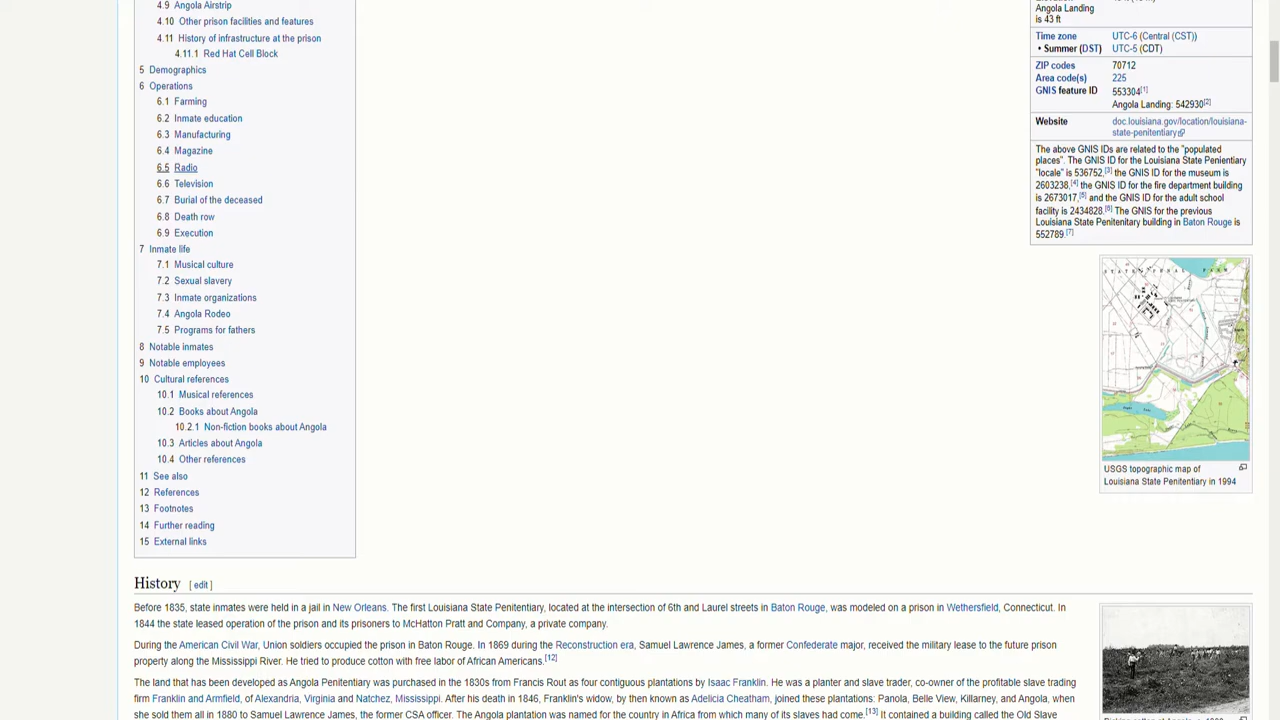 4.9 Angola Airstrip
4.10 Other prison facilities and features
4.11 History of infrastructure at the prison
4.11.1 Red Hat Cell Block
5 Demographics
6 Operations
6.1 Farming
6.2 Inmate education
6.3 Manufacturing
6.4 Magazine
6.5 Radio
6.6 Television
6.7 Burial of the deceased
6.8 Death row
6.9 Execution
7 Inmate life
7.1 Musical culture
7.2 Sexual slavery
7.3 Inmate organizations
7.4 Angola Rodeo
7.5 Programs for fathers
8 Notable inmates
9 Notable employees
10 Cultural references
10.1 Musical references
10.2 Books about Angola
10.2.1 Non-fiction books about Angola
10.3 Articles about Angola
10.4 Other references
11 See also
12 References
13 Footnotes
14 Further reading
15 External links
Angola Landing
is 43 ft
Time zone UTC-6 (Central (CST))
• Summer (DST) UTC-5 (CDT)
ZIP codes 70712
Area code(s) 225
GNIS feature ID 553304[1]
Angola Landing: 542930[2]
Website doc.louisiana.gov/location/louisiana-
state-penitentiary
The above GNIS IDs are related to the "populated
places". The GNIS ID for the Louisiana State Penientiary
"locale" is 536752,[3] the GNIS ID for the museum is
2603238,[4] the GNIS ID for the fire department building
is 2673017,[5] and the GNIS ID for the adult school
facility is 2434828.[6] The GNIS for the previous
Louisiana State Penitenitary building in Baton Rouge is
552789.[7]
USGS topographic map of
Louisiana State Penitentiary in 1994
History [ edit ]
Before 1835, state inmates were held in a jail in New Orleans. The first Louisiana State Penitentiary, located at the intersection of 6th and Laurel streets in Baton Rouge, was modeled on a prison in Wethersfield, Connecticut. In
1844 the state leased operation of the prison and its prisoners to McHatton Pratt and Company, a private company.
During the American Civil War, Union soldiers occupied the prison in Baton Rouge. In 1869 during the Reconstruction era, Samuel Lawrence James, a former Confederate major, received the military lease to the future prison
property along the Mississippi River. He tried to produce cotton with free labor of African Americans.[12]
The land that has been developed as Angola Penitentiary was purchased in the 1830s from Francis Rout as four contiguous plantations by Isaac Franklin. He was a planter and slave trader, co-owner of the profitable slave trading
firm Franklin and Armfield, of Alexandria, Virginia and Natchez, Mississippi. After his death in 1846, Franklin's widow, by then known as Adelicia Cheatham, joined these plantations: Panola, Belle View, Killarney, and Angola, when
she sold them all in 1880 to Samuel Lawrence James, the former CSA officer. The Angola plantation was named for the country in Africa from which many of its slaves had come.[13] It contained a building called the Old Slave